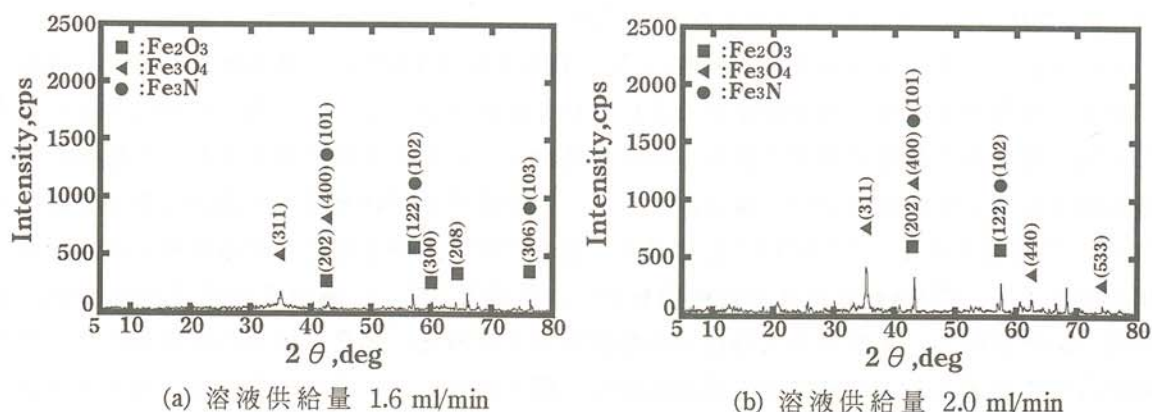 2500
2000
1500
1000
500
0
Intensity,cps
■ :Fe2O3
▲ :Fe3O4
● :Fe3N
▲(311)
■(202) ▲(400) ●(101)
■(122) ●(102)
■(300)
■(208)
■(306) ●(103)
5 10 20 30 40 50 60 70 80
2 θ ,deg
(a) 溶液供給量 1.6 ml/min
2500
2000
1500
1000
500
0
Intensity,cps
■ :Fe2O3
▲ :Fe3O4
● :Fe3N
▲(311)
■(202) ▲(400) ●(101)
■(122) ●(102)
▲(440)
▲(533)
5 10 20 30 40 50 60 70 80
2 θ ,deg
(b) 溶液供給量 2.0 ml/min